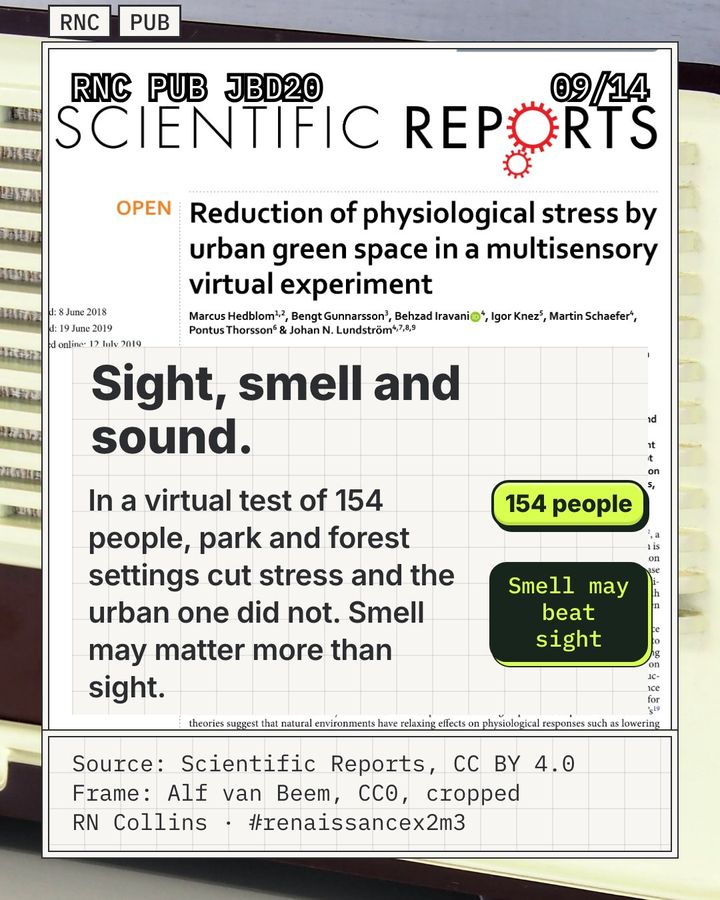 RNC PUB
RNC PUB JBD20 09/14
SCIENTIFIC REPORTS
OPEN
Reduction of physiological stress by
urban green space in a multisensory
virtual experiment
d: 8 June 2018
d: 19 June 2019
ed online: 12 July 2019
Marcus Hedblom1,2, Bengt Gunnarsson3, Behzad Iravani4, Igor Knez5, Martin Schaefer4,
Pontus Thorsson6 & Johan N. Lundström4,7,8,9
Sight, smell and
sound.
In a virtual test of 154
people, park and forest
settings cut stress and the
urban one did not. Smell
may matter more than
sight.
154 people
Smell may
beat
sight
theories suggest that natural environments have relaxing effects on physiological responses such as lowering
Source: Scientific Reports, CC BY 4.0
Frame: Alf van Beem, CC0, cropped
RN Collins · #renaissancex2m3